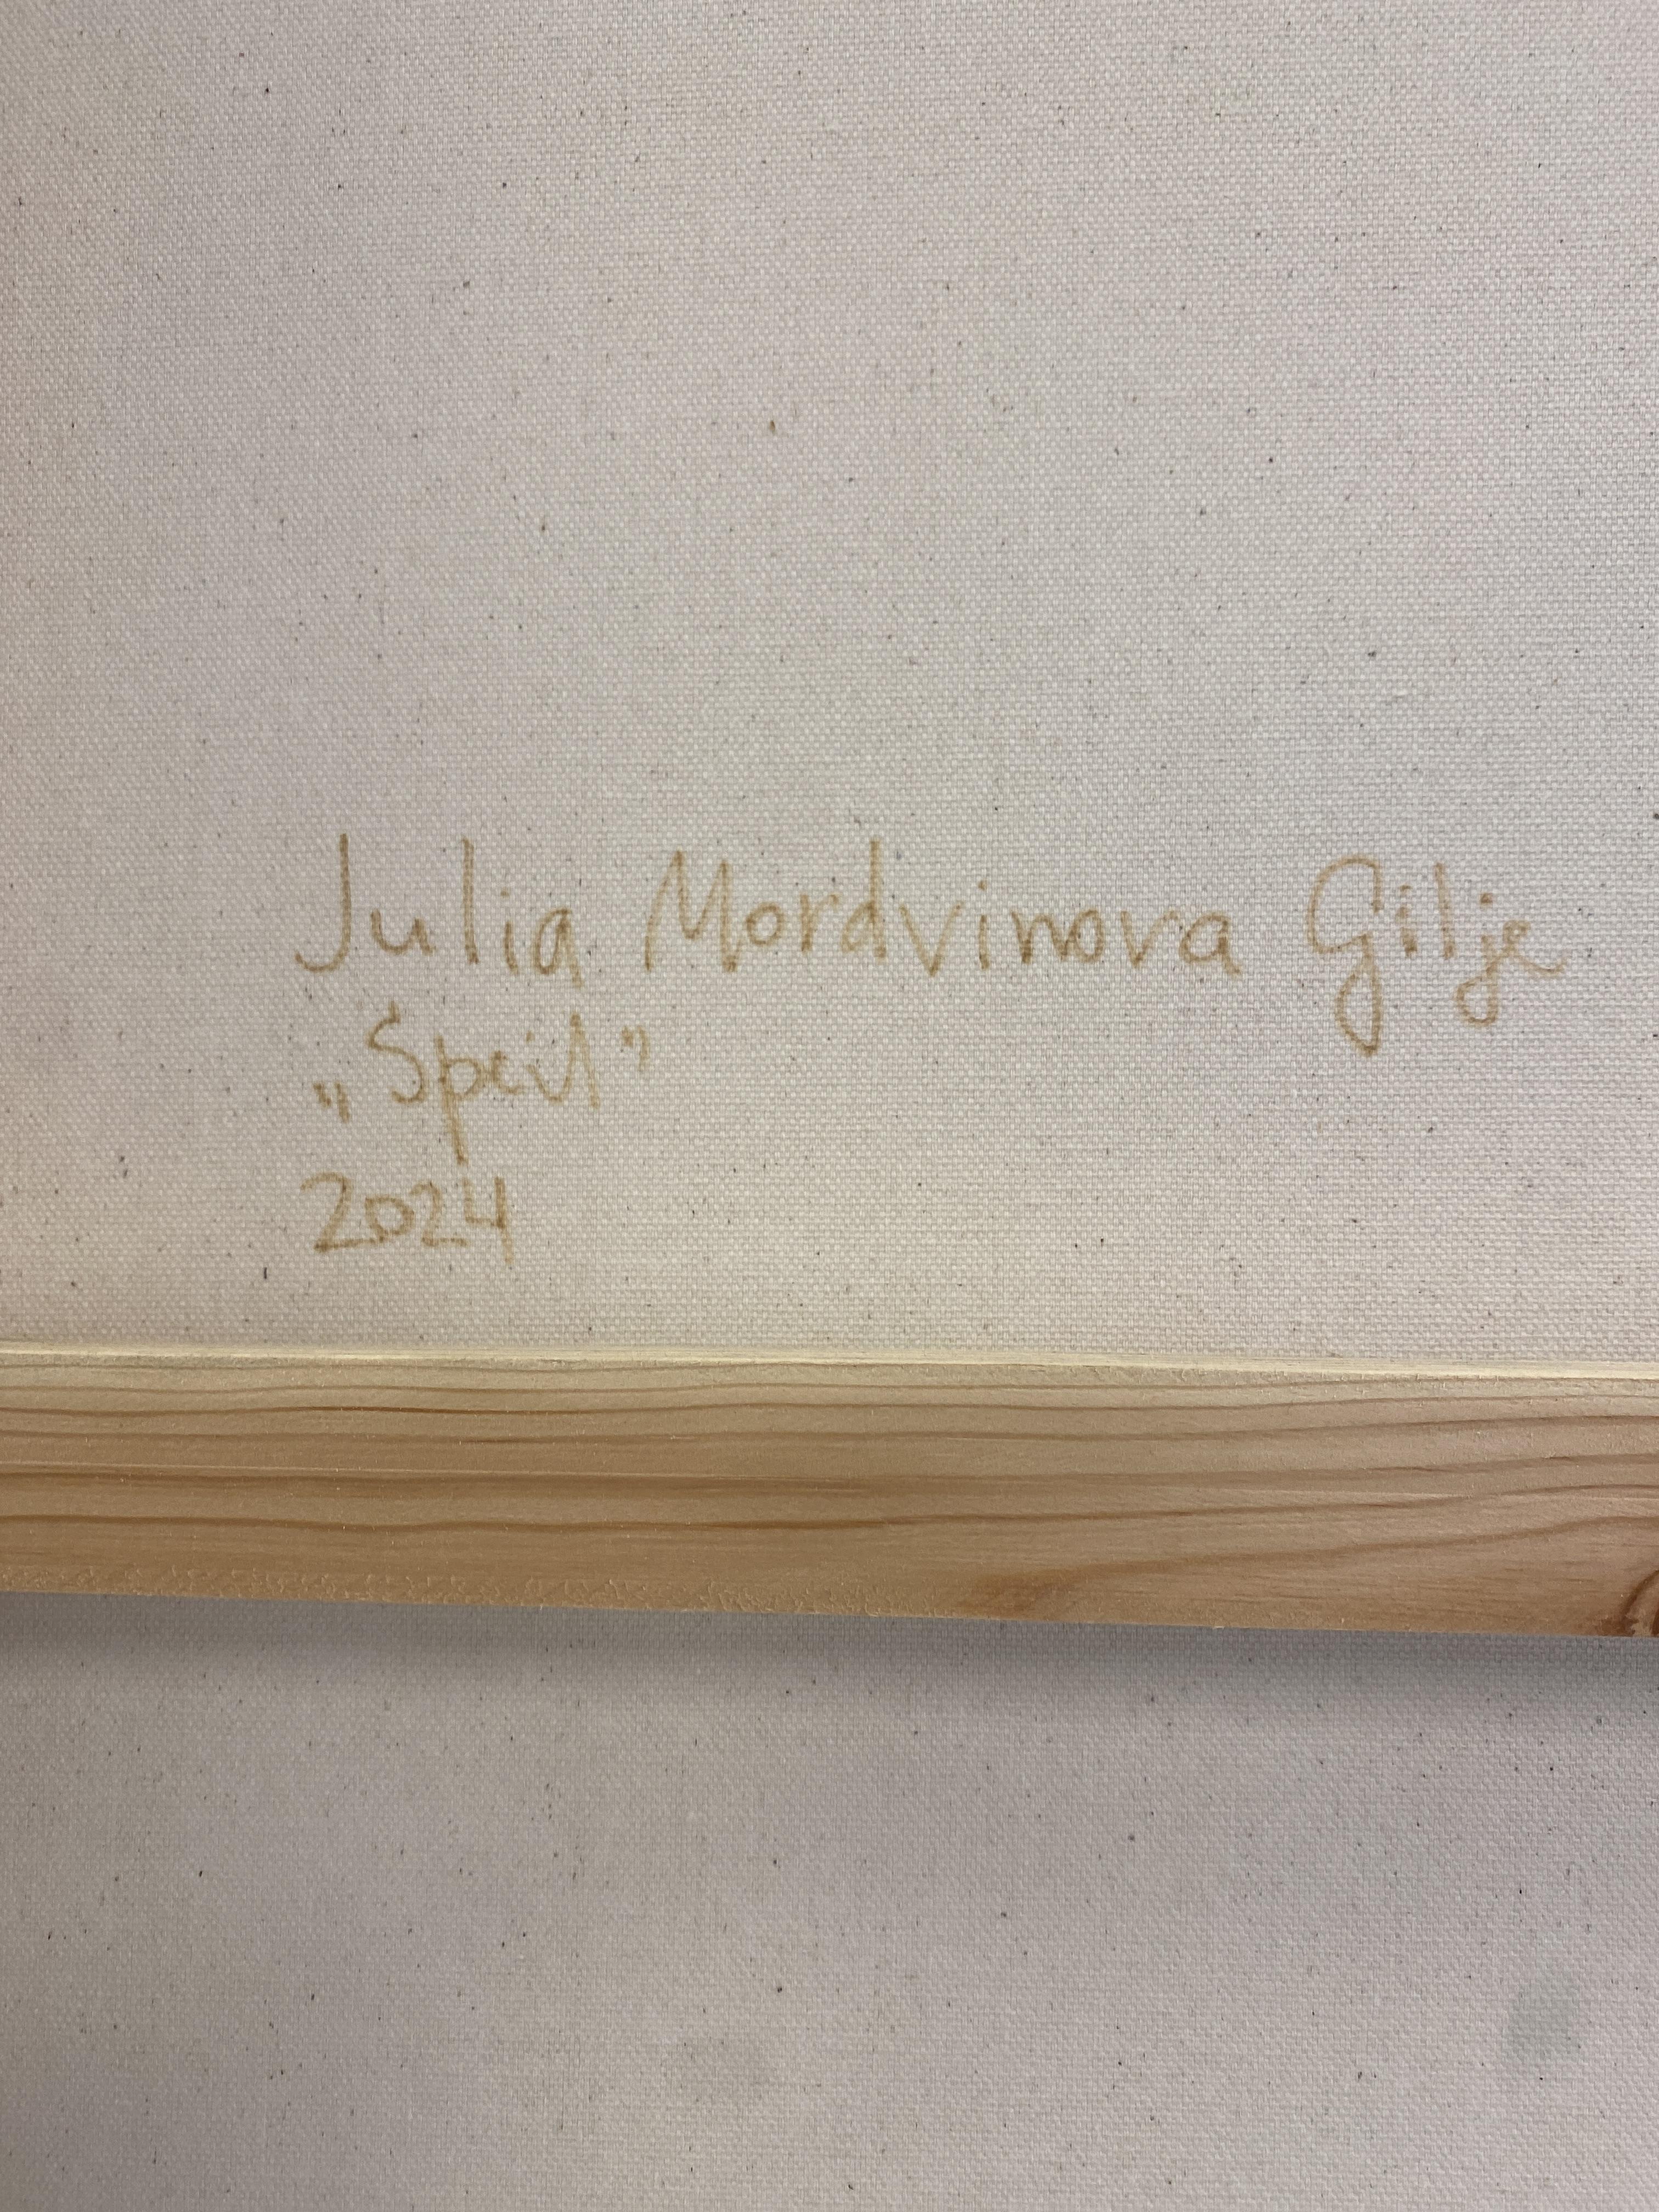 Julia Mordvinova Gilje
„Speil”
2024